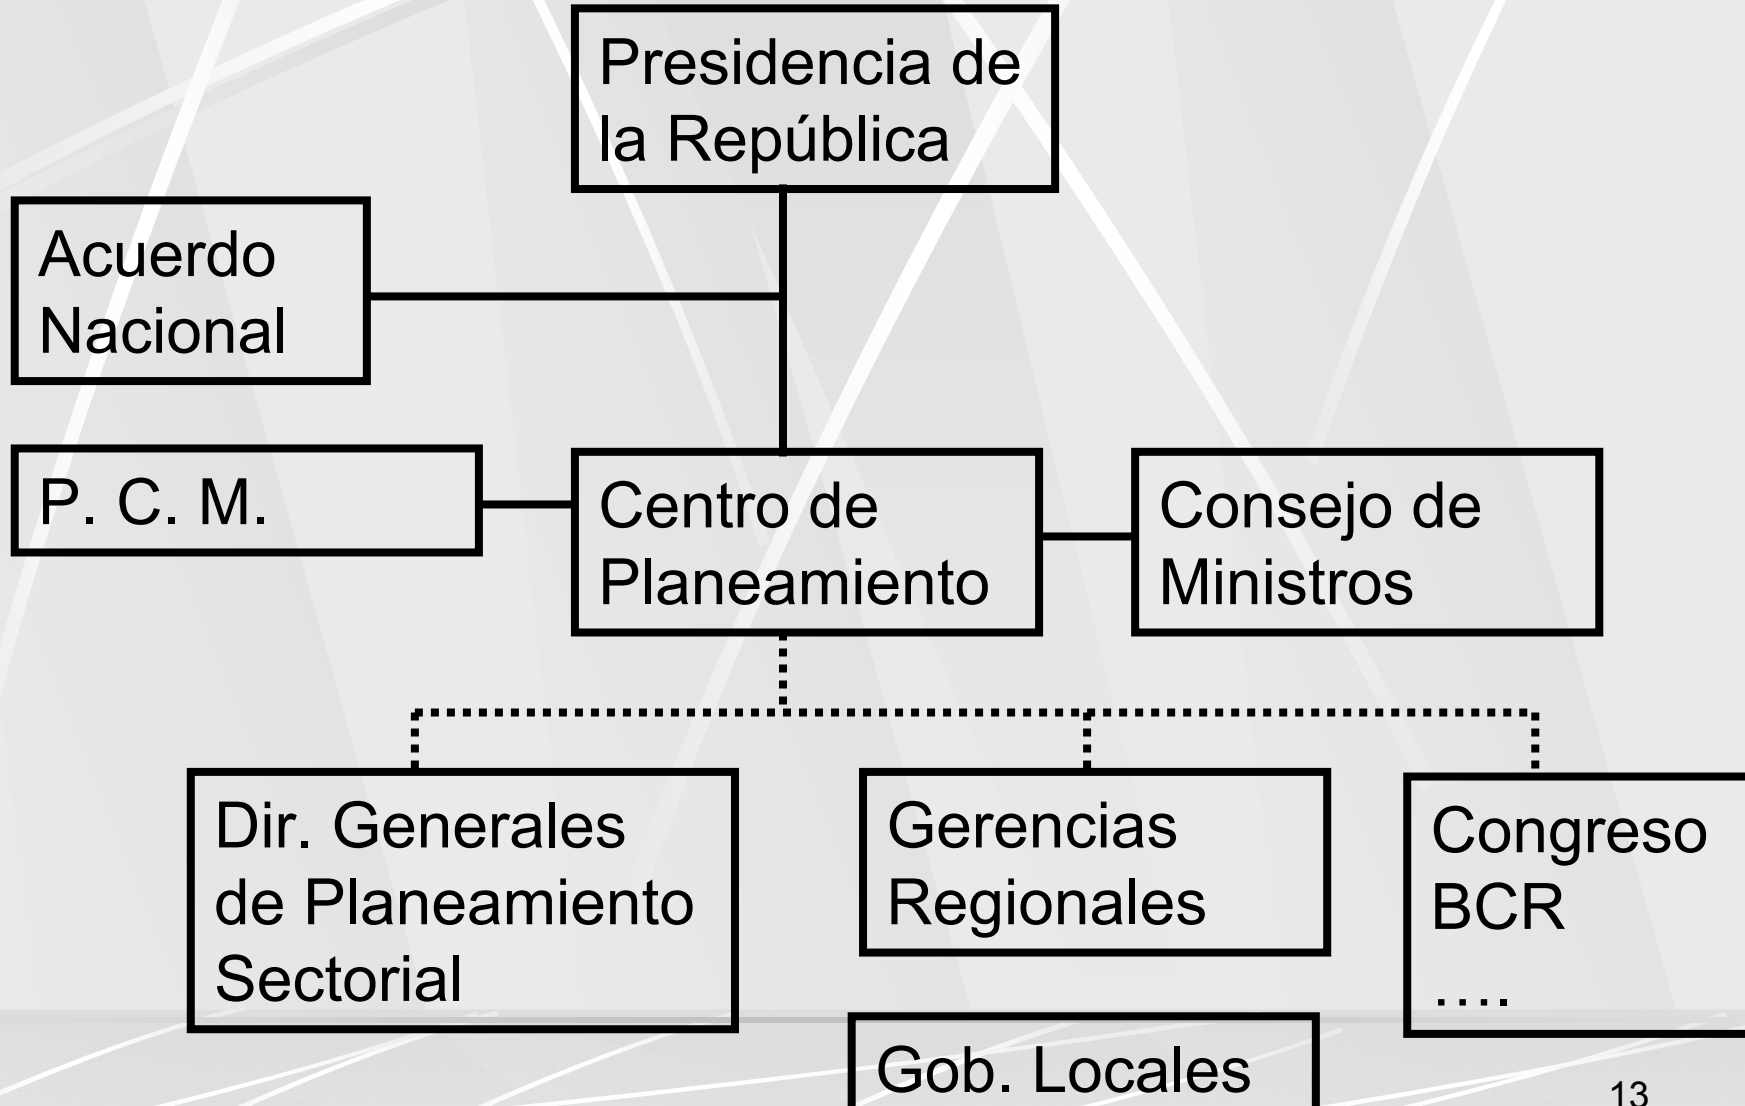 Presidencia de
la República
Acuerdo
Nacional
P. C. M.
Centro de
Planeamiento
Consejo de
Ministros
Dir. Generales
de Planeamiento
Sectorial
Gerencias
Regionales
Congreso
BCR
….
Gob. Locales
13